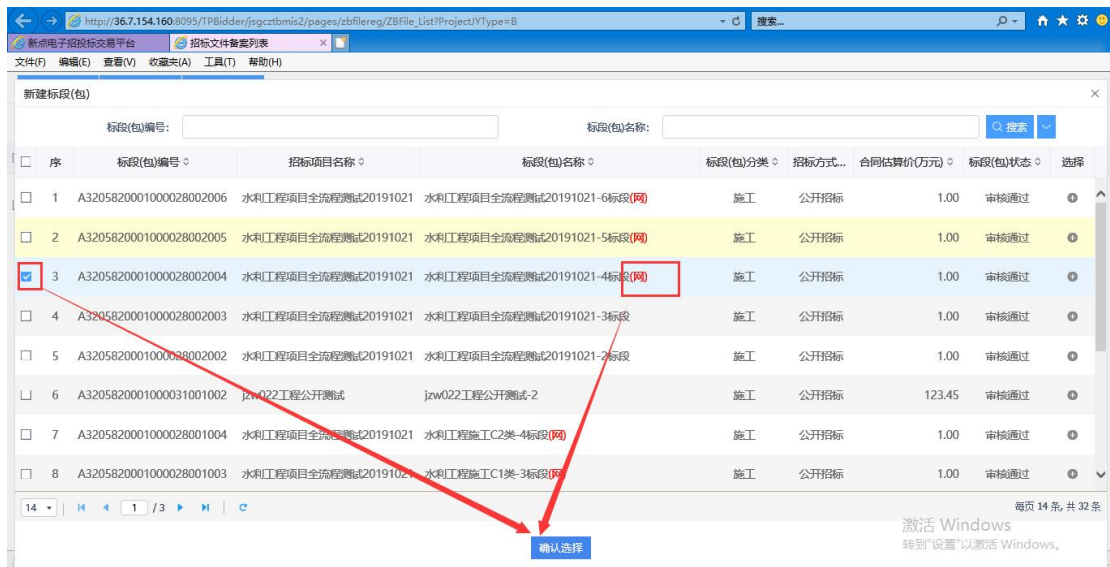 http://36.7.154.160:8095/TPBidder/jsgcztbmis2/pages/zbfilereg/ZBFile_List?ProjectJYType=B 搜索...
新点电子招投标交易平台 招标文件备案列表
文件(F) 编辑(E) 查看(V) 收藏夹(A) 工具(T) 帮助(H)
新建标段(包)
标段(包)编号: 标段(包)名称: 搜索
序 标段(包)编号 招标项目名称 标段(包)名称 标段(包)分类 招标方式... 合同估算价(万元) 标段(包)状态 选择
1 A3205820001000028002006 水利工程项目全流程测试20191021 水利工程项目全流程测试20191021-6标段(网) 施工 公开招标 1.00 审核通过
2 A3205820001000028002005 水利工程项目全流程测试20191021 水利工程项目全流程测试20191021-5标段(网) 施工 公开招标 1.00 审核通过
3 A3205820001000028002004 水利工程项目全流程测试20191021 水利工程项目全流程测试20191021-4标段(网) 施工 公开招标 1.00 审核通过
4 A3205820001000028002003 水利工程项目全流程测试20191021 水利工程项目全流程测试20191021-3标段 施工 公开招标 1.00 审核通过
5 A3205820001000028002002 水利工程项目全流程测试20191021 水利工程项目全流程测试20191021-2标段 施工 公开招标 1.00 审核通过
6 A3205820001000031001002 jzw022工程公开测试 jzw022工程公开测试-2 施工 公开招标 123.45 审核通过
7 A3205820001000028001004 水利工程项目全流程测试20191021 水利工程施工C2类-4标段(网) 施工 公开招标 1.00 审核通过
8 A3205820001000028001003 水利工程项目全流程测试20191021 水利工程施工C1类-3标段(网) 施工 公开招标 1.00 审核通过
14 1 /3 每页 14 条, 共 32 条
激活 Windows
确认选择 转到"设置"以激活 Windows。